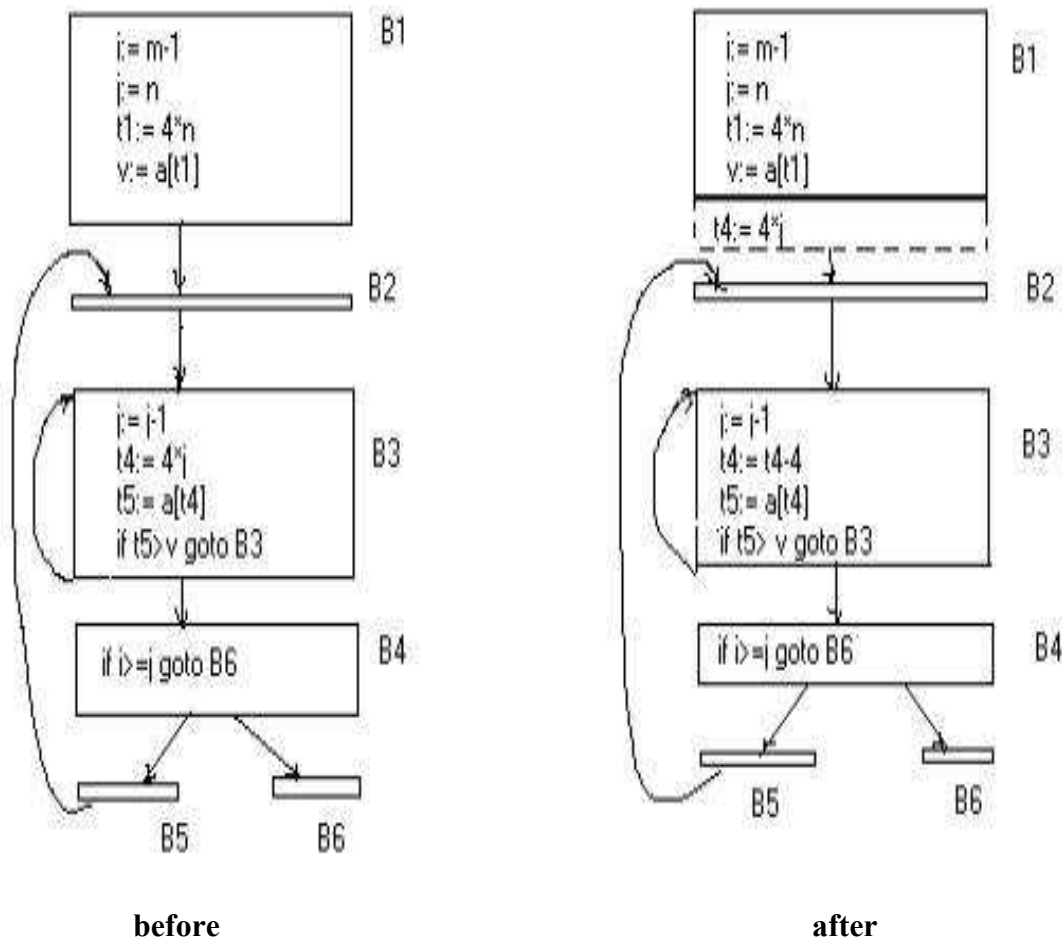 B1
i:= m-1
j:= n
t1:= 4*n
v:= a[t1]
B2
j:= j-1
t4:= 4*j
t5:= a[t4]
if t5>v goto B3
B3
if i>=j goto B6
B4
B5
B6
before
B1
i:= m-1
j:= n
t1:= 4*n
v:= a[t1]
t4:= 4*j
B2
j:= j-1
t4:= t4-4
t5:= a[t4]
if t5> v goto B3
B3
if i>=j goto B6
B4
B5
B6
after